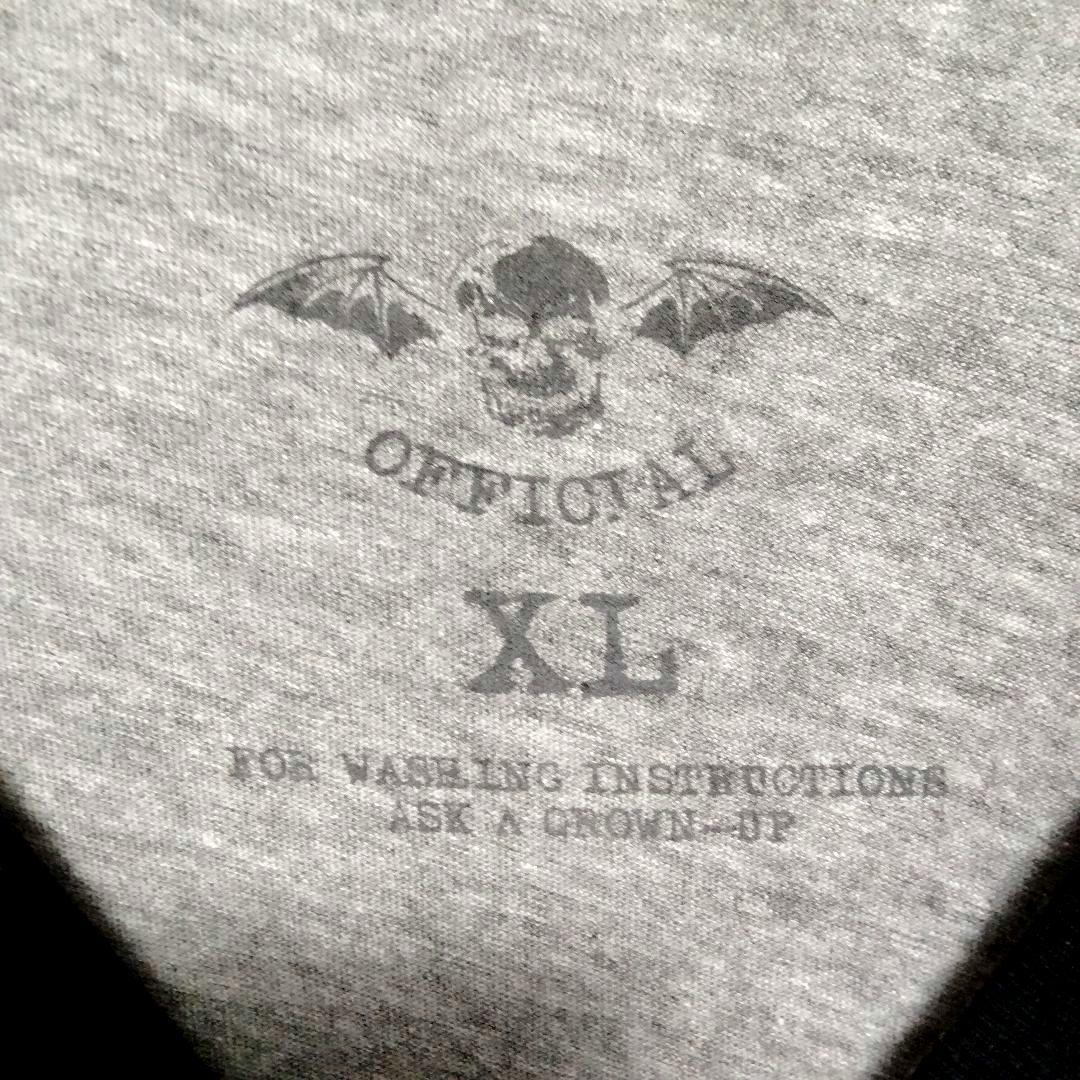 OFFICIAL
XL
FOR WASHING INSTRUCTIONS
ASK A GROWN-UP